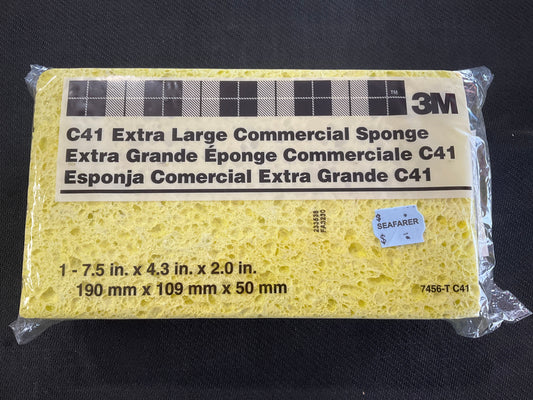 ™ 3M
C41 Extra Large Commercial Sponge
Extra Grande Éponge Commerciale C41
Esponja Comercial Extra Grande C41
$ SEAFARER $
1 - 7.5 in. x 4.3 in. x 2.0 in.
190 mm x 109 mm x 50 mm
7456-T C41